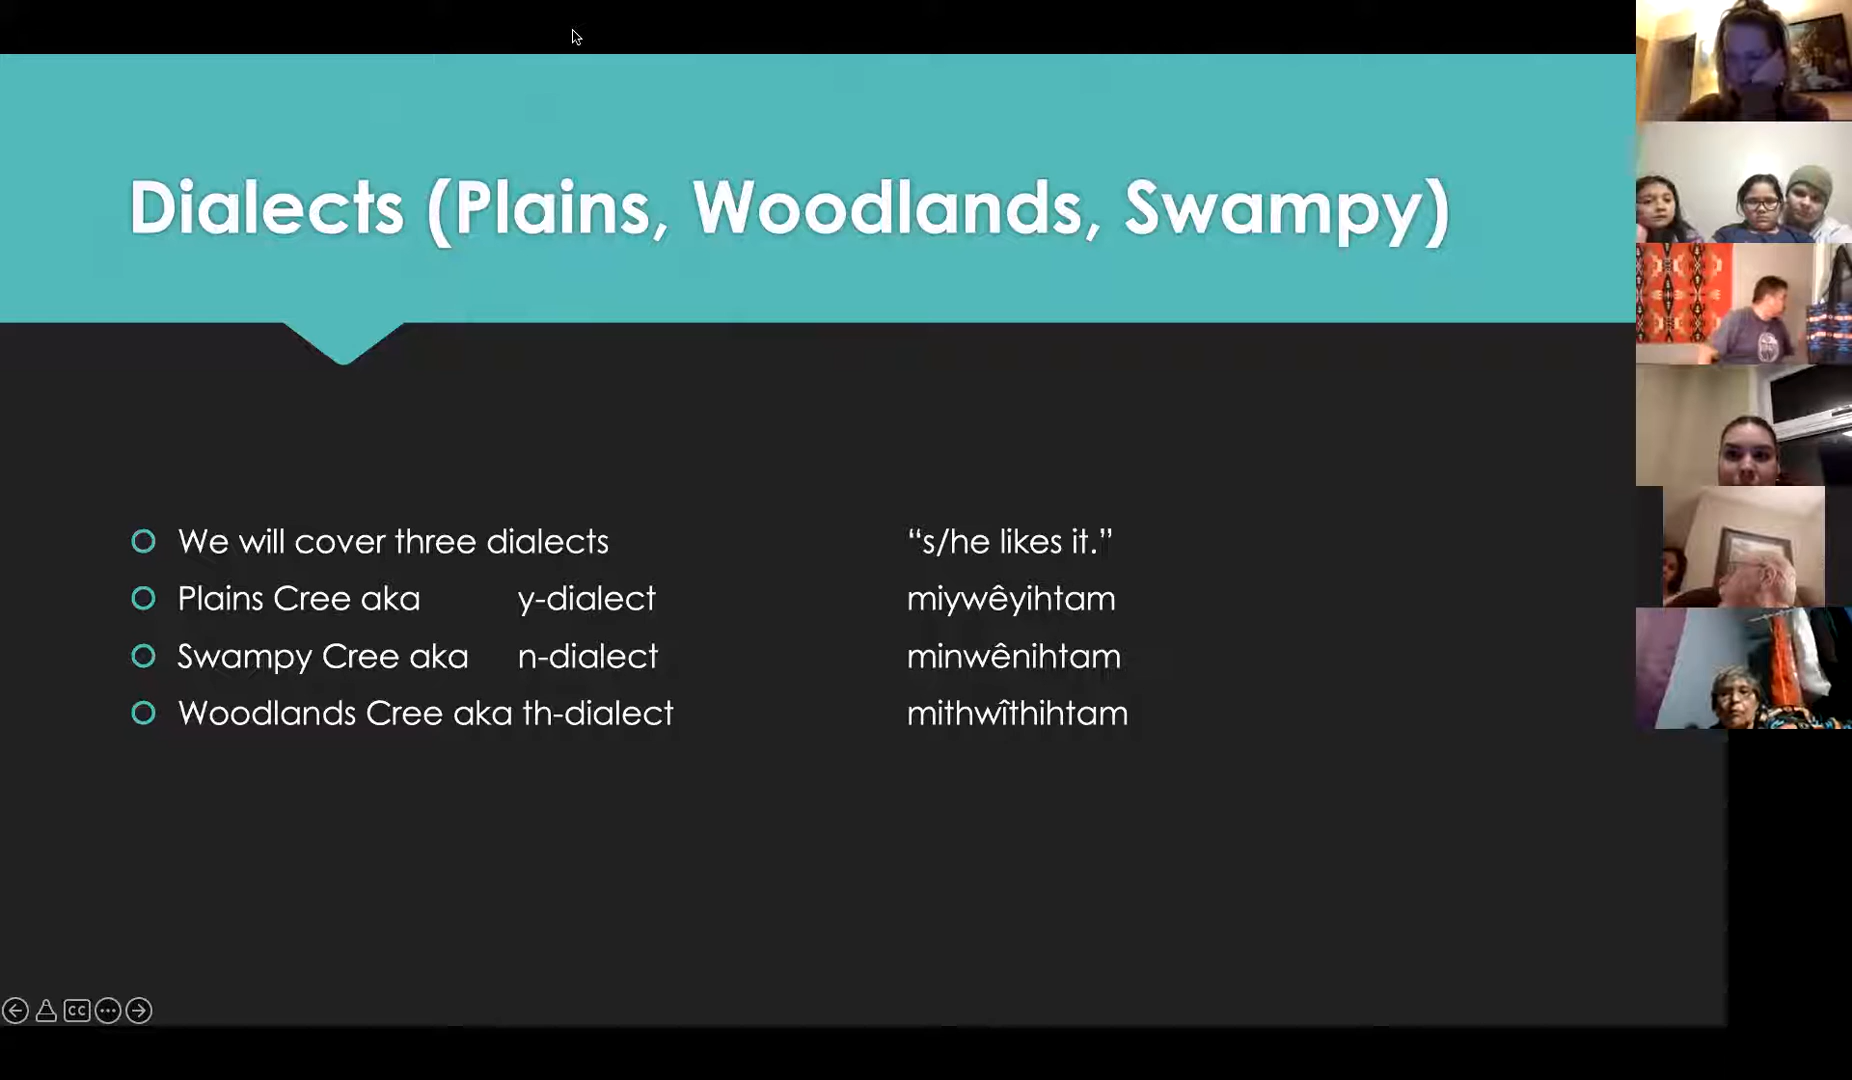 Dialects (Plains, Woodlands, Swampy)
We will cover three dialects “s/he likes it.”
Plains Cree aka y-dialect miywêyihtam
Swampy Cree aka n-dialect minwênihtam
Woodlands Cree aka th-dialect mithwîthihtam
CC